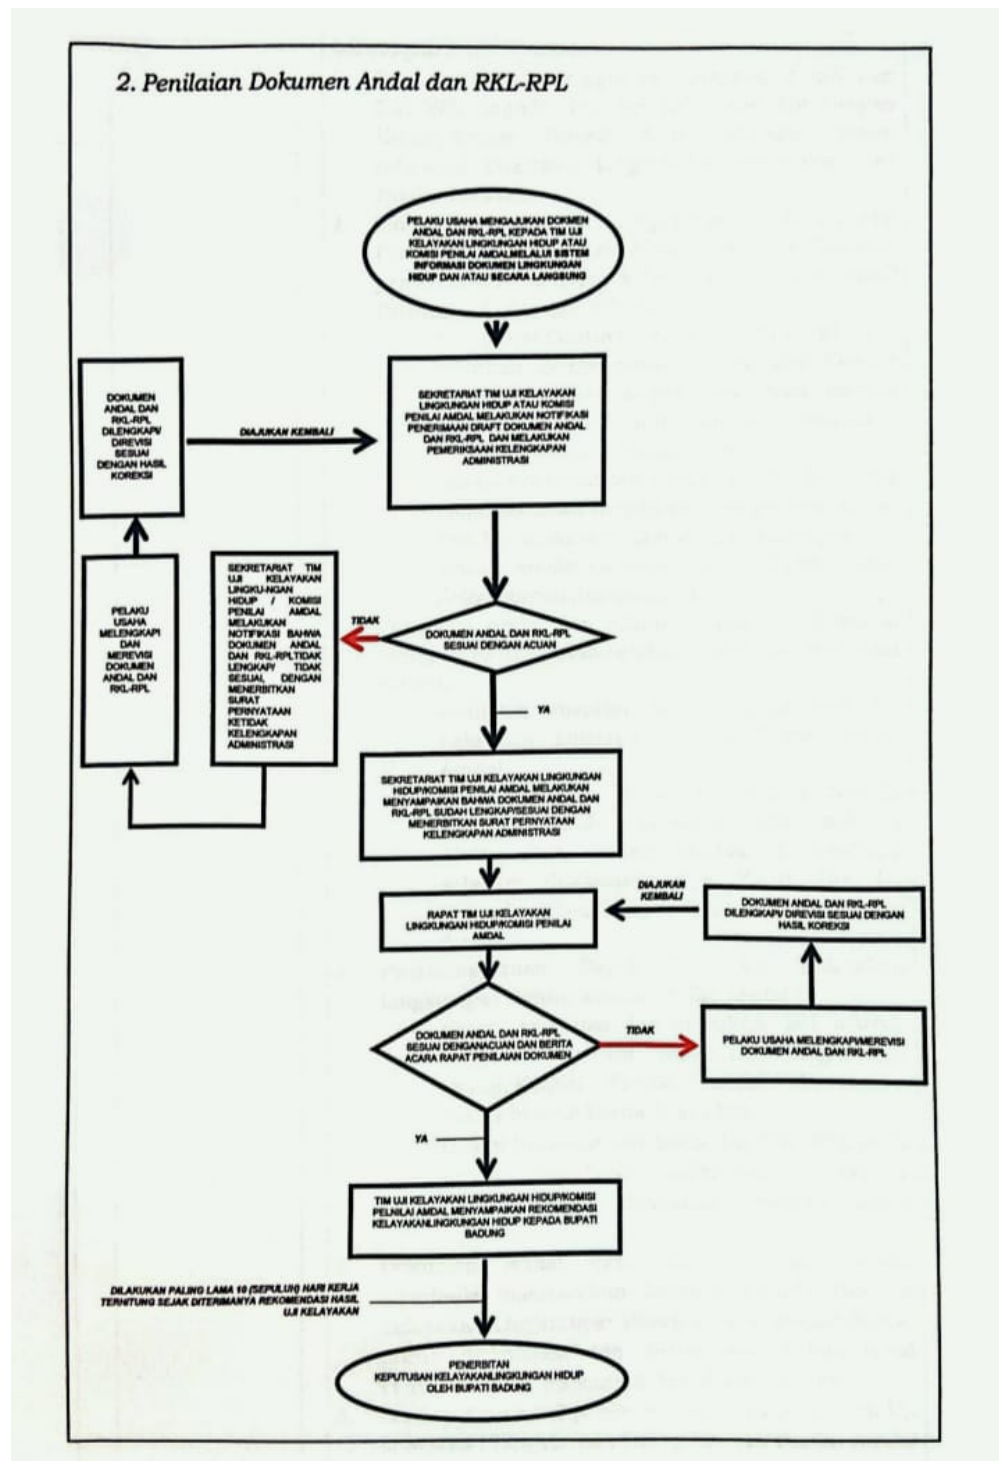 2. Penilaian Dokumen Andal dan RKL-RPL
PELAKU USAHA MENGAJUKAN DOKMEN
ANDAL DAN RKL-RPL KEPADA TIM UJI
KELAYAKAN LINGKUNGAN HIDUP ATAU
KOMISI PENILAI AMDALMELALUI SISTEM
INFORMASI DOKUMEN LINGKUNGAN
HIDUP DAN /ATAU SECARA LANGSUNG
DOKUMEN
ANDAL DAN
RKL-RPL
DILENGKAPI/
DIREVISI
SESUAI
DENGAN HASIL
KOREKSI
DIAJUKAN KEMBALI
SEKRETARIAT TIM UJI KELAYAKAN
LINGKUNGAN HIDUP ATAU KOMISI
PENILAI AMDAL MELAKUKAN NOTIFIKASI
PENERIMAAN DRAFT DOKUMEN ANDAL
DAN RKL-RPL DAN MELAKUKAN
PEMERIKSAAN KELENGKAPAN
ADMINISTRASI
PELAKU
USAHA
MELENGKAPI
DAN
MEREVISI
DOKUMEN
ANDAL DAN
RKL-RPL
SEKRETARIAT TIM
UJI KELAYAKAN
LINGKU-NGAN
HIDUP / KOMISI
PENILAI AMDAL
MELAKUKAN
NOTIFIKASI BAHWA
DOKUMEN ANDAL
DAN RKL-RPLTIDAK
LENGKAP/ TIDAK
SESUAI, DENGAN
MENERBITKAN
SURAT
PERNYATAAN
KETIDAK
KELENGKAPAN
ADMINISTRASI
TIDAK
DOKUMEN ANDAL DAN RKL-RPL
SESUAI DENGAN ACUAN
YA
SEKRETARIAT TIM UJI KELAYAKAN LINGKUNGAN
HIDUP/KOMISI PENILAI AMDAL MELAKUKAN
MENYAMPAIKAN BAHWA DOKUMEN ANDAL DAN
RKL-RPL SUDAH LENGKAP/SESUAI DENGAN
MENERBITKAN SURAT PERNYATAAN
KELENGKAPAN ADMINISTRASI
RAPAT TIM UJI KELAYAKAN
LINGKUNGAN HIDUP/KOMISI PENILAI
AMDAL
DIAJUKAN
KEMBALI
DOKUMEN ANDAL DAN RKL-RPL
DILENGKAPI/ DIREVISI SESUAI DENGAN
HASIL KOREKSI
DOKUMEN ANDAL DAN RKL-RPL
SESUAI DENGANACUAN DAN BERITA
ACARA RAPAT PENILAIAN DOKUMEN
TIDAK
PELAKU USAHA MELENGKAPI/MEREVISI
DOKUMEN ANDAL DAN RKL-RPL
YA
TIM UJI KELAYAKAN LINGKUNGAN HIDUP/KOMISI
PELNILAI AMDAL MENYAMPAIKAN REKOMENDASI
KELAYAKANLINGKUNGAN HIDUP KEPADA BUPATI
BADUNG
DILAKUKAN PALING LAMA 10 (SEPULUH) HARI KERJA
TERHITUNG SEJAK DITERIMANYA REKOMENDASI HASIL
UJI KELAYAKAN
PENERBITAN
KEPUTUSAN KELAYAKANLINGKUNGAN HIDUP
OLEH BUPATI BADUNG